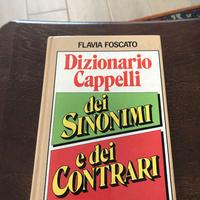 FLAVIA FOSCATO
Dizionario
Cappelli
dei
SINONIMI
e dei
CONTRARI